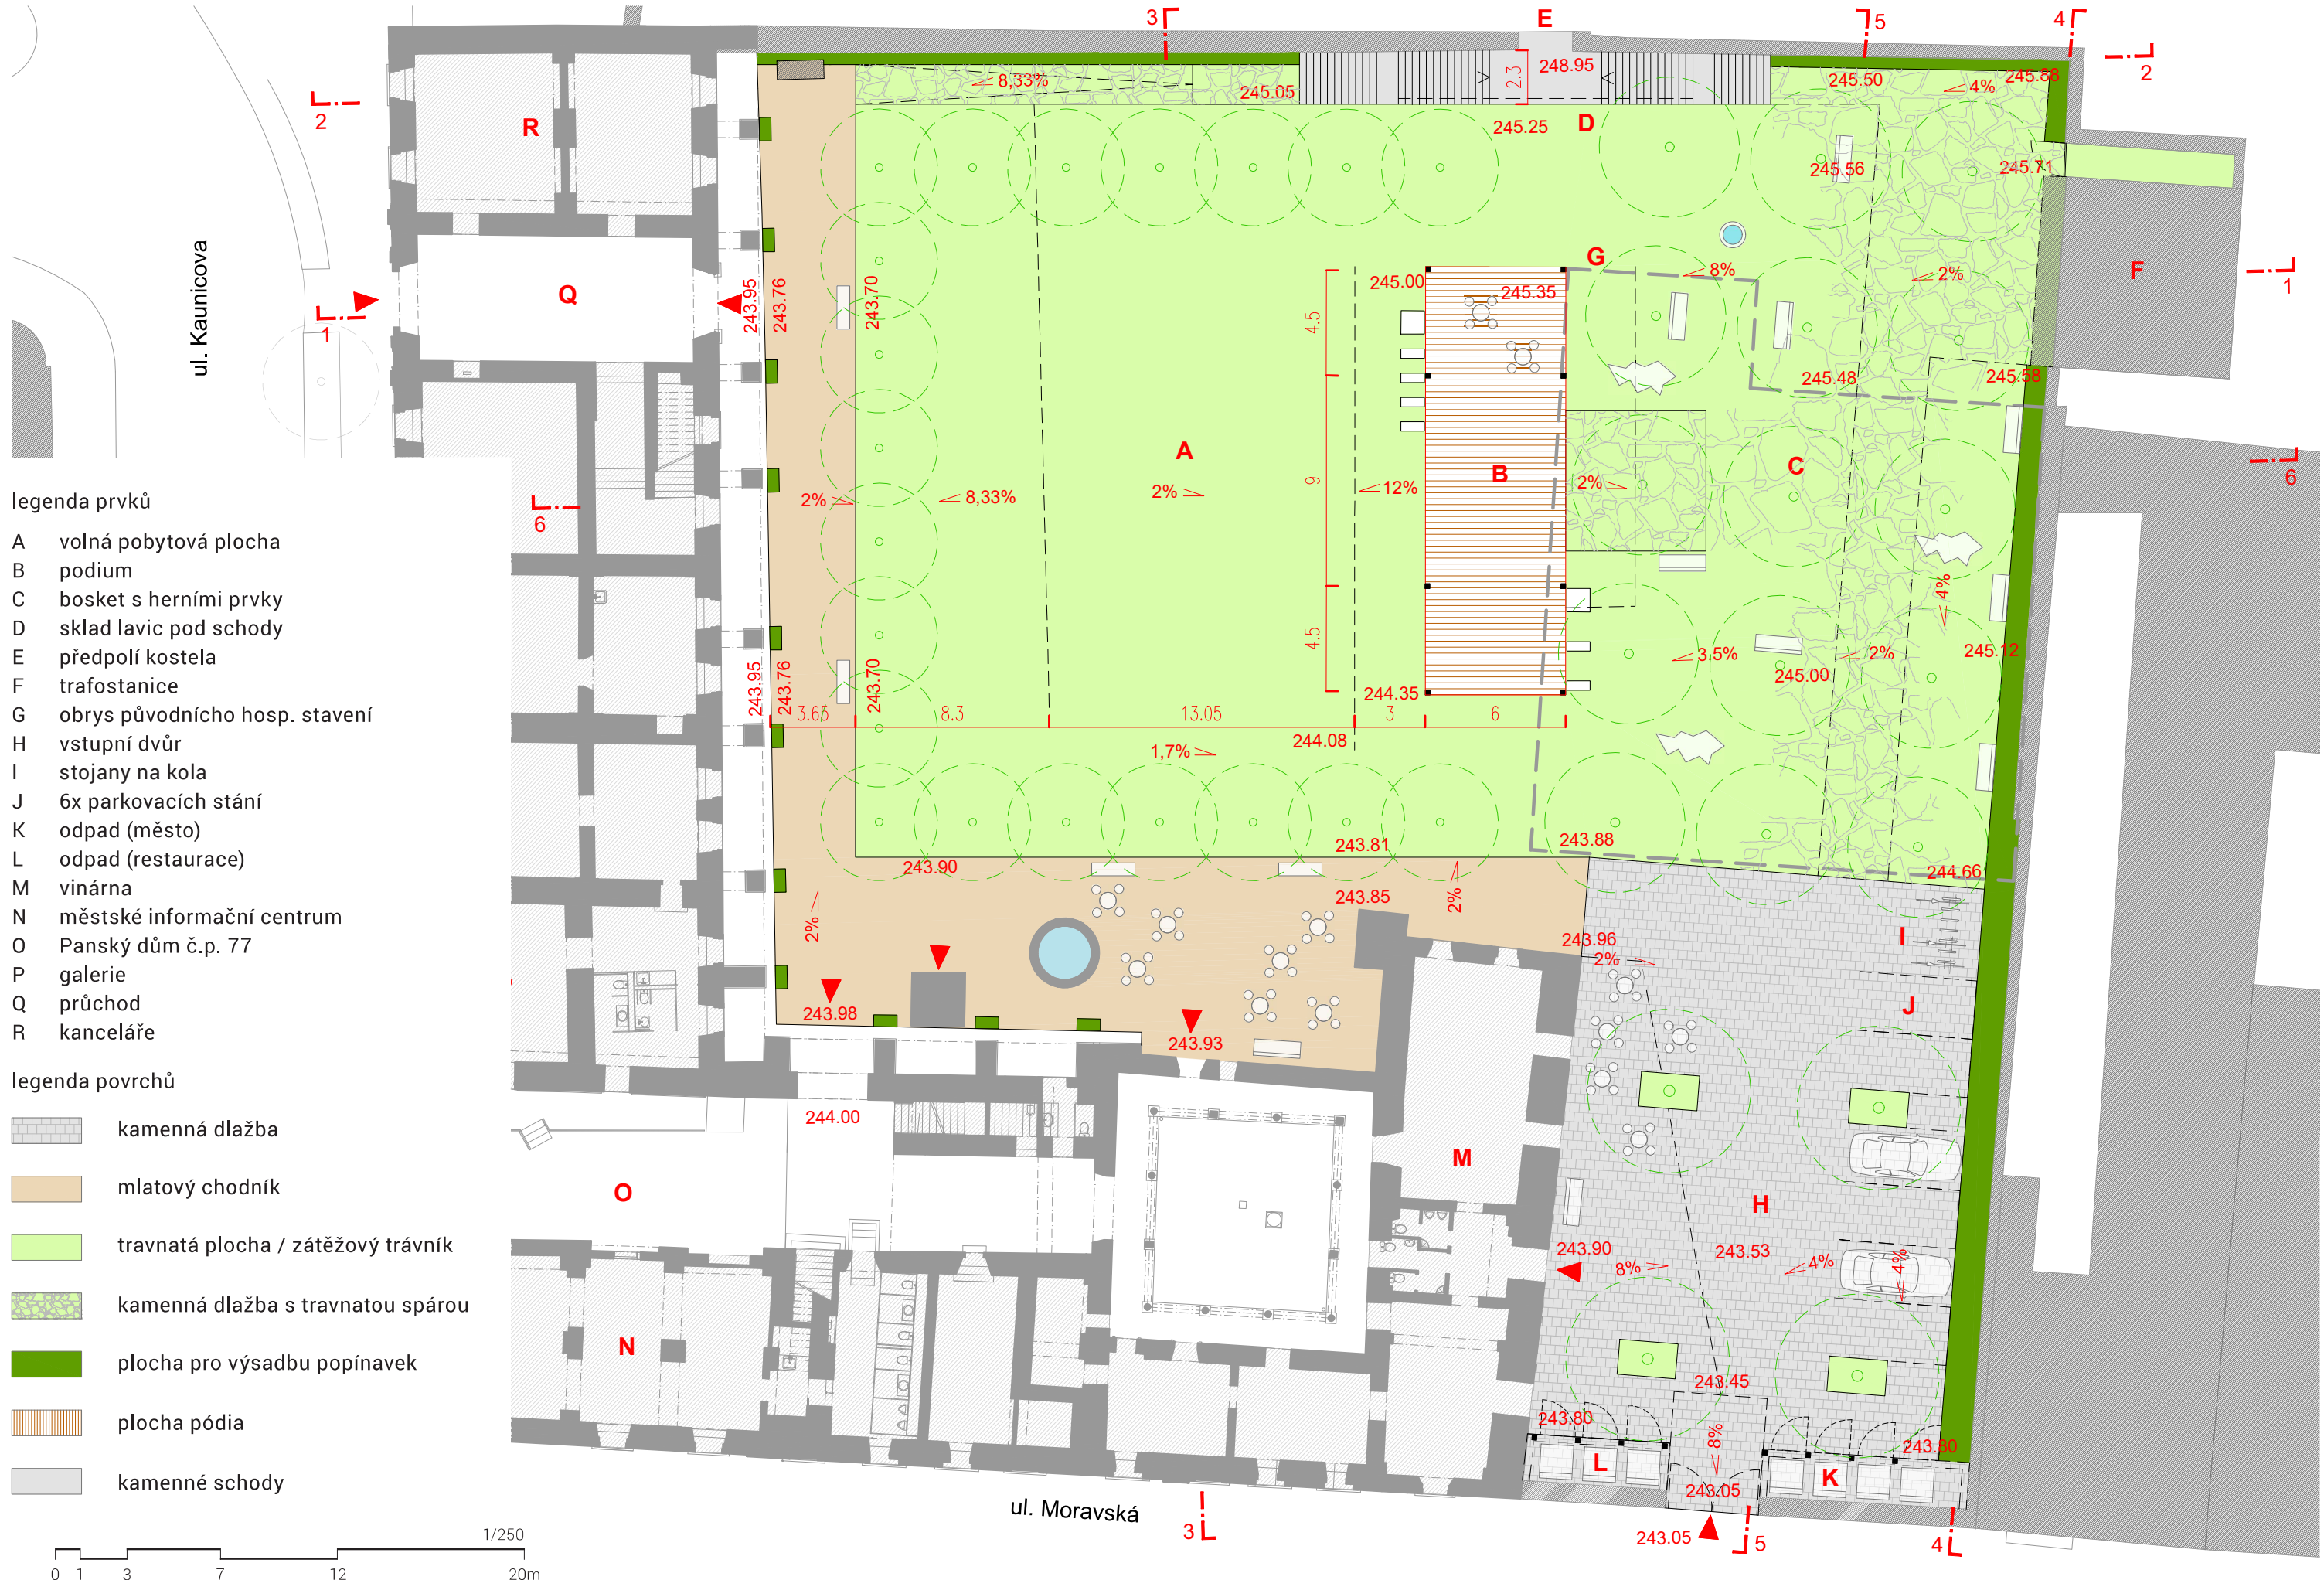 3
E
5
4
2
248.95
2.3
8,33%
245.05
245.50
245.88
4%
2
R
245.25
D
245.56
245.71
ul. Kaunicova
Q
243.95
243.76
243.70
245.00
245.35
G
8%
2%
F
1
1
4.5
245.48
245.58
A
B
C
6
2%
8,33%
2%
12%
9
2%
6
4%
4.5
243.95
243.76
243.70
244.35
3.5%
2%
245.12
245.00
3.65
8.3
13.05
3
6
1,7%
244.08
legenda prvků
A volná pobytová plocha
B podium
C bosket s herními prvky
D sklad lavic pod schody
E předpolí kostela
F trafostanice
G obrys původního hosp. stavení
H vstupní dvůr
I stojany na kola
J 6x parkovacích stání
K odpad (město)
L odpad (restaurace)
M vinárna
N městské informační centrum
O Panský dům č.p. 77
P galerie
Q průchod
R kanceláře
legenda povrchů
kamenná dlažba
mlatový chodník
travnatá plocha / zátěžový trávník
kamenná dlažba s travnatou spárou
plocha pro výsadbu popínavek
plocha pódia
kamenné schody
1/250
0 1 3 7 12 20m
243.90
243.81
243.88
244.66
243.85
2%
2%
243.96
2%
I
J
243.98
243.93
244.00
O
M
H
243.90
243.53
8%
4%
4%
N
243.45
243.80
8%
243.80
L
K
243.05
ul. Moravská
3
243.05
5
4